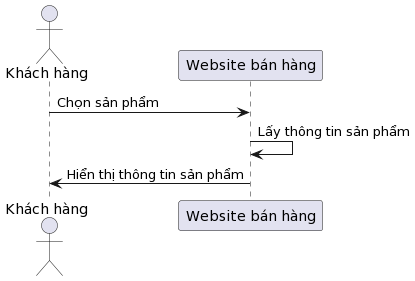 Khách hàng
Website bán hàng
Chọn sản phẩm
Lấy thông tin sản phẩm
Hiển thị thông tin sản phẩm
Khách hàng
Website bán hàng